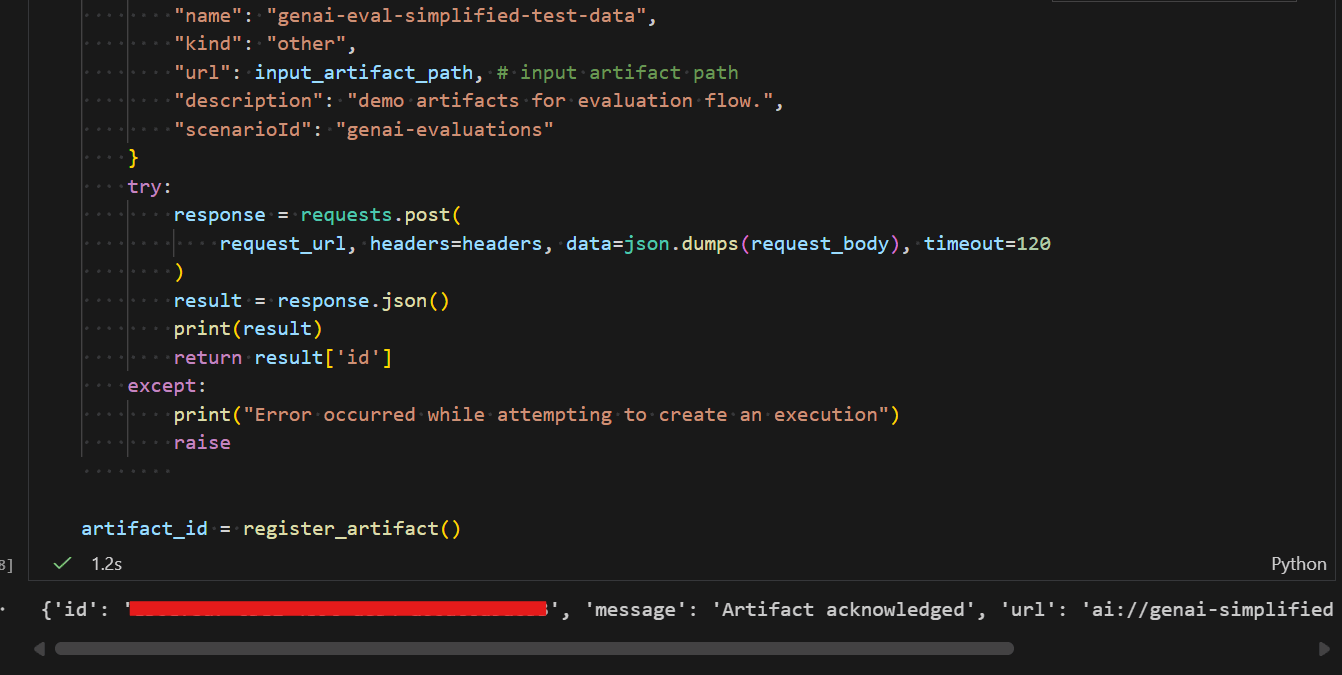 "name": "genai-eval-simplified-test-data",
"kind": "other",
"url": input_artifact_path, # input artifact path
"description": "demo artifacts for evaluation flow.",
"scenarioId": "genai-evaluations"
}
try:
response = requests.post(
request_url, headers=headers, data=json.dumps(request_body), timeout=120
)
result = response.json()
print(result)
return result['id']
except:
print("Error occurred while attempting to create an execution")
raise
artifact_id = register_artifact()
8] 1.2s Python
{'id': '', 'message': 'Artifact acknowledged', 'url': 'ai://genai-simplified